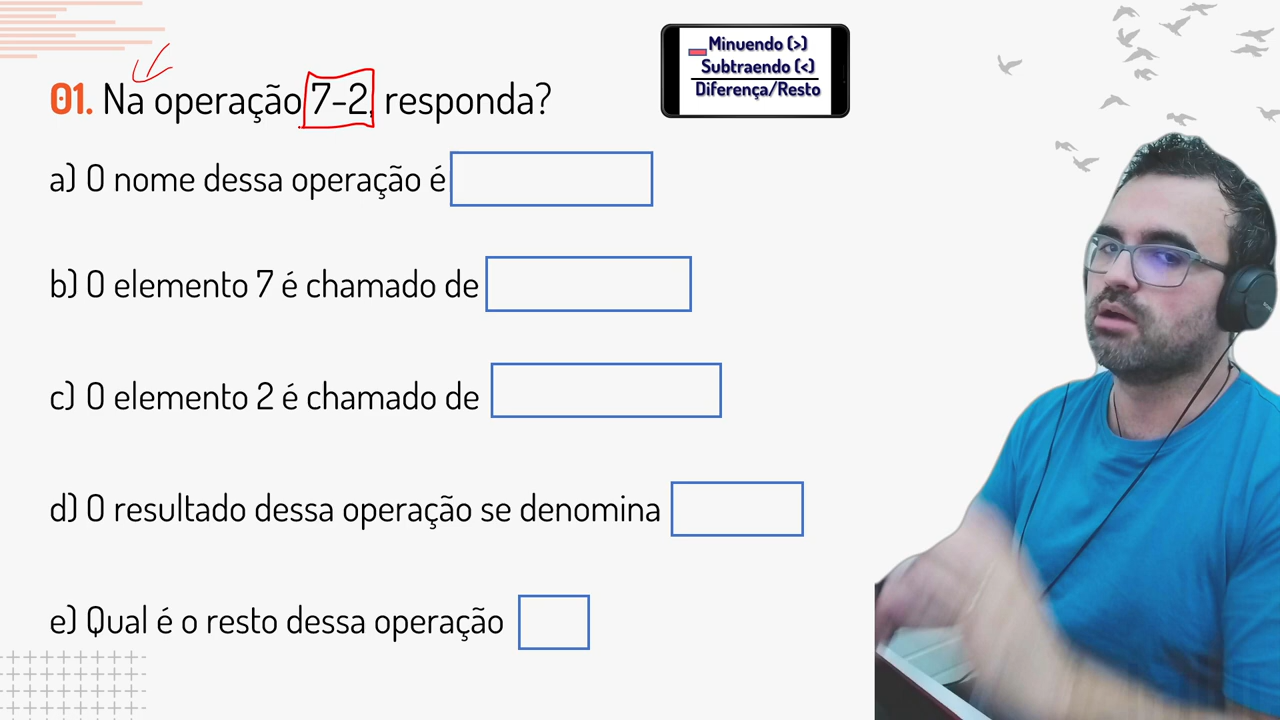 Minuendo (>)
Subtraendo (<)
Diferença/Resto
01. Na operação 7-2, responda?
a) O nome dessa operação é
b) O elemento 7 é chamado de
c) O elemento 2 é chamado de
d) O resultado dessa operação se denomina
e) Qual é o resto dessa operação